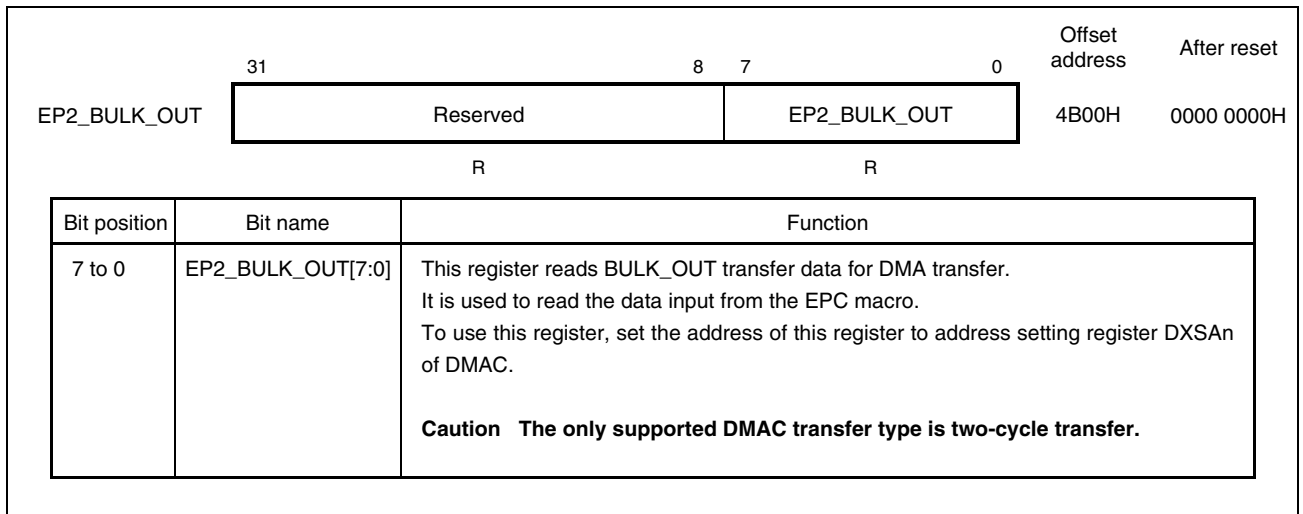 Offset address After reset
31 8 7 0
EP2_BULK_OUT Reserved EP2_BULK_OUT 4B00H 0000 0000H
R R
Bit position Bit name Function
7 to 0 EP2_BULK_OUT[7:0] This register reads BULK_OUT transfer data for DMA transfer.
It is used to read the data input from the EPC macro.
To use this register, set the address of this register to address setting register DXSAn
of DMAC.
Caution The only supported DMAC transfer type is two-cycle transfer.